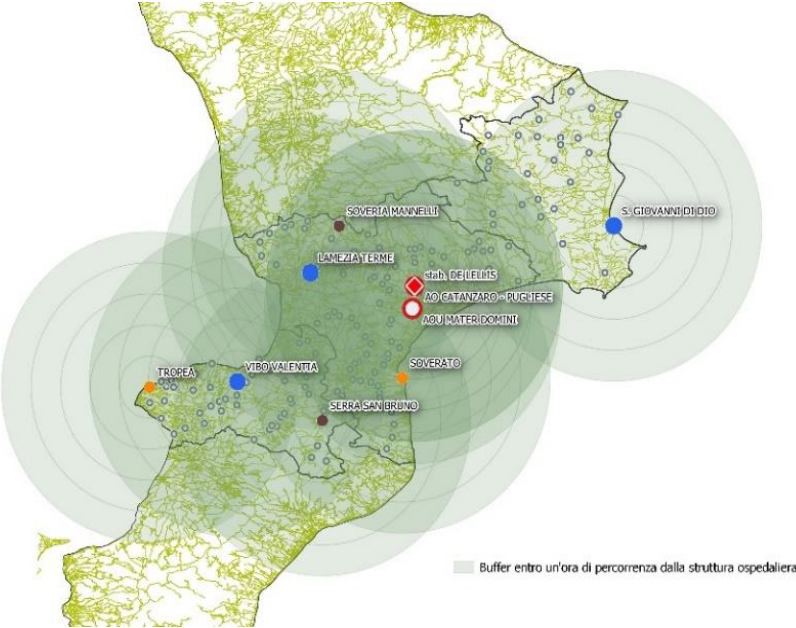 SOVERIA MANNELLI
S. GIOVANNI DI DIO
LAMEZIA TERME
stab. DE LELLIS
AO CATANZARO - PUGLIESE
AOU MATER DOMINI
TROPEA
VIBO VALENTIA
SOVERATO
SERRA SAN BRUNO
Buffer entro un'ora di percorrenza dalla struttura ospedaliera